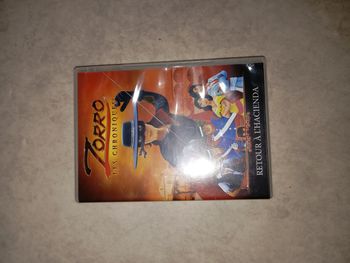 ZORRO
LES CHRONIQUES
RETOUR À L'HACIENDA